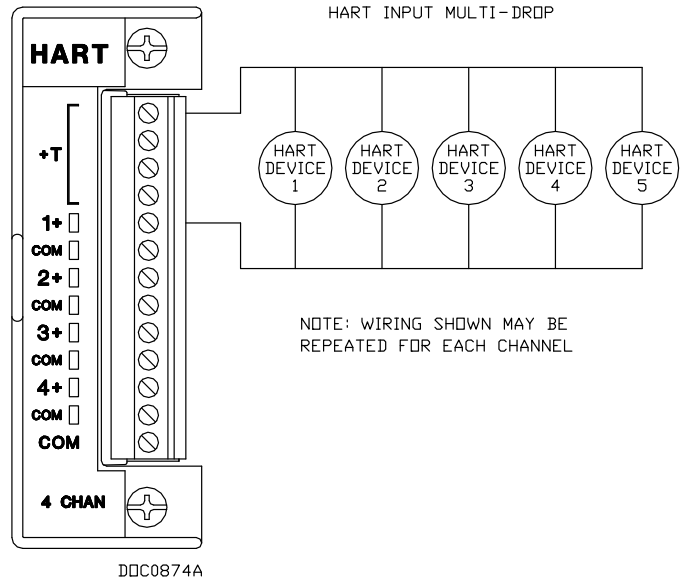 HART INPUT MULTI-DROP
HART
+T
1+
COM
2+
COM
3+
COM
4+
COM
COM
4 CHAN
HART
DEVICE
1
HART
DEVICE
2
HART
DEVICE
3
HART
DEVICE
4
HART
DEVICE
5
NOTE: WIRING SHOWN MAY BE
REPEATED FOR EACH CHANNEL
DOC0874A